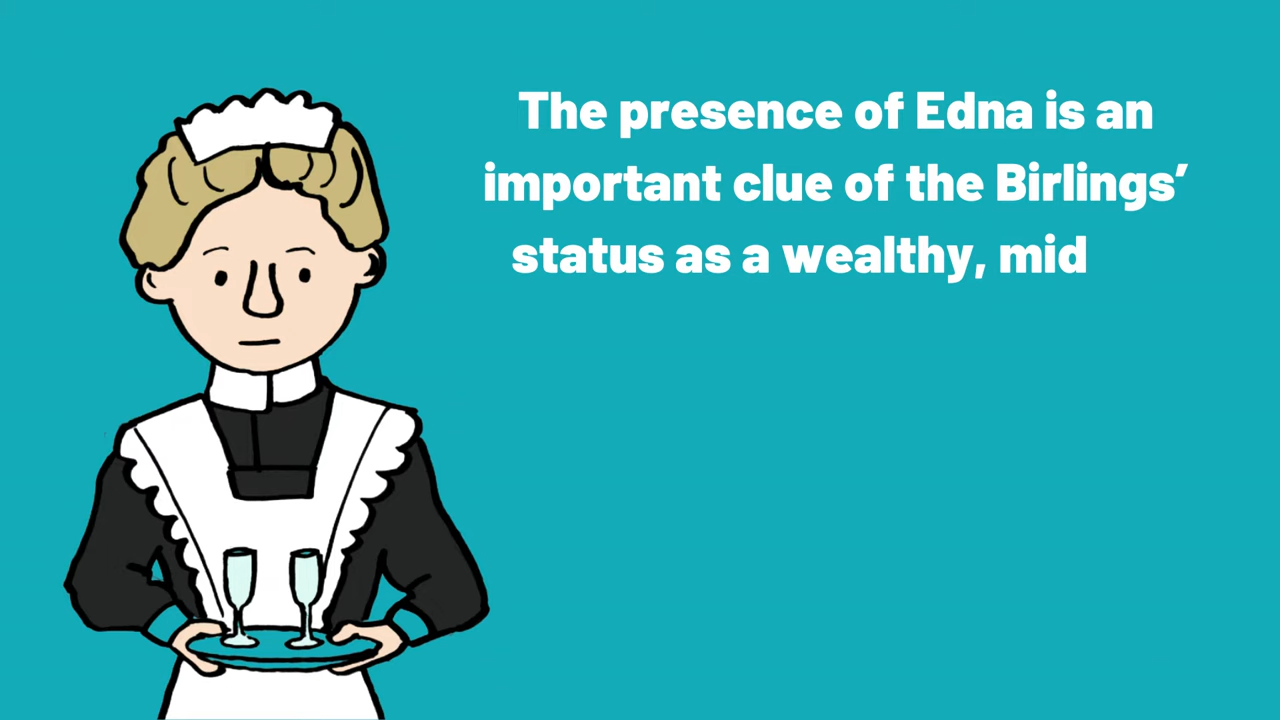 The presence of Edna is an
important clue of the Birlings’
status as a wealthy, mid